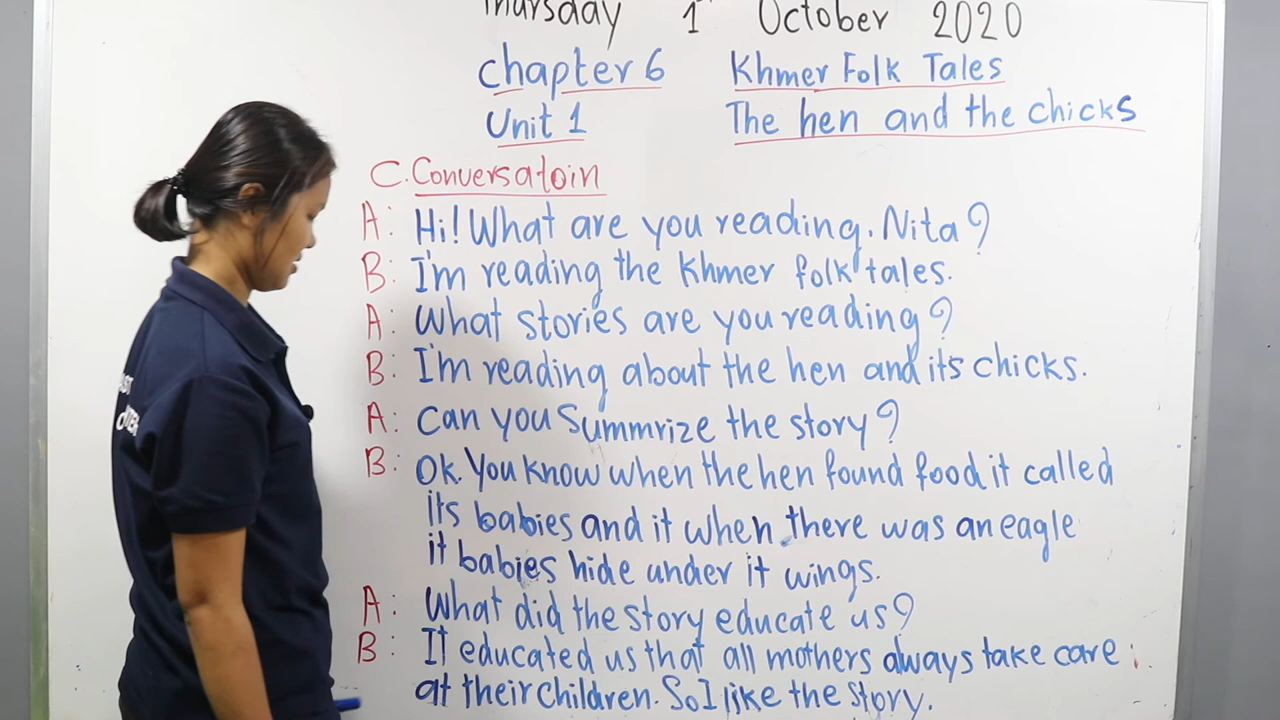 Thursday 1 October 2020
Chapter 6 Khmer Folk Tales
Unit 1 The hen and the chicks
C. Conversatoin
A: Hi! What are you reading. Nita?
B: I'm reading the Khmer folk tales.
A: What stories are you reading?
B: I'm reading about the hen and its chicks.
A: Can you Summrize the story?
B: Ok. You know when the hen found food it called
Its babies and it when there was an eagle
it babies hide under it wings.
A: What did the story educate us?
B: It educated us that all mothers always take care
at their children. So I like the story.